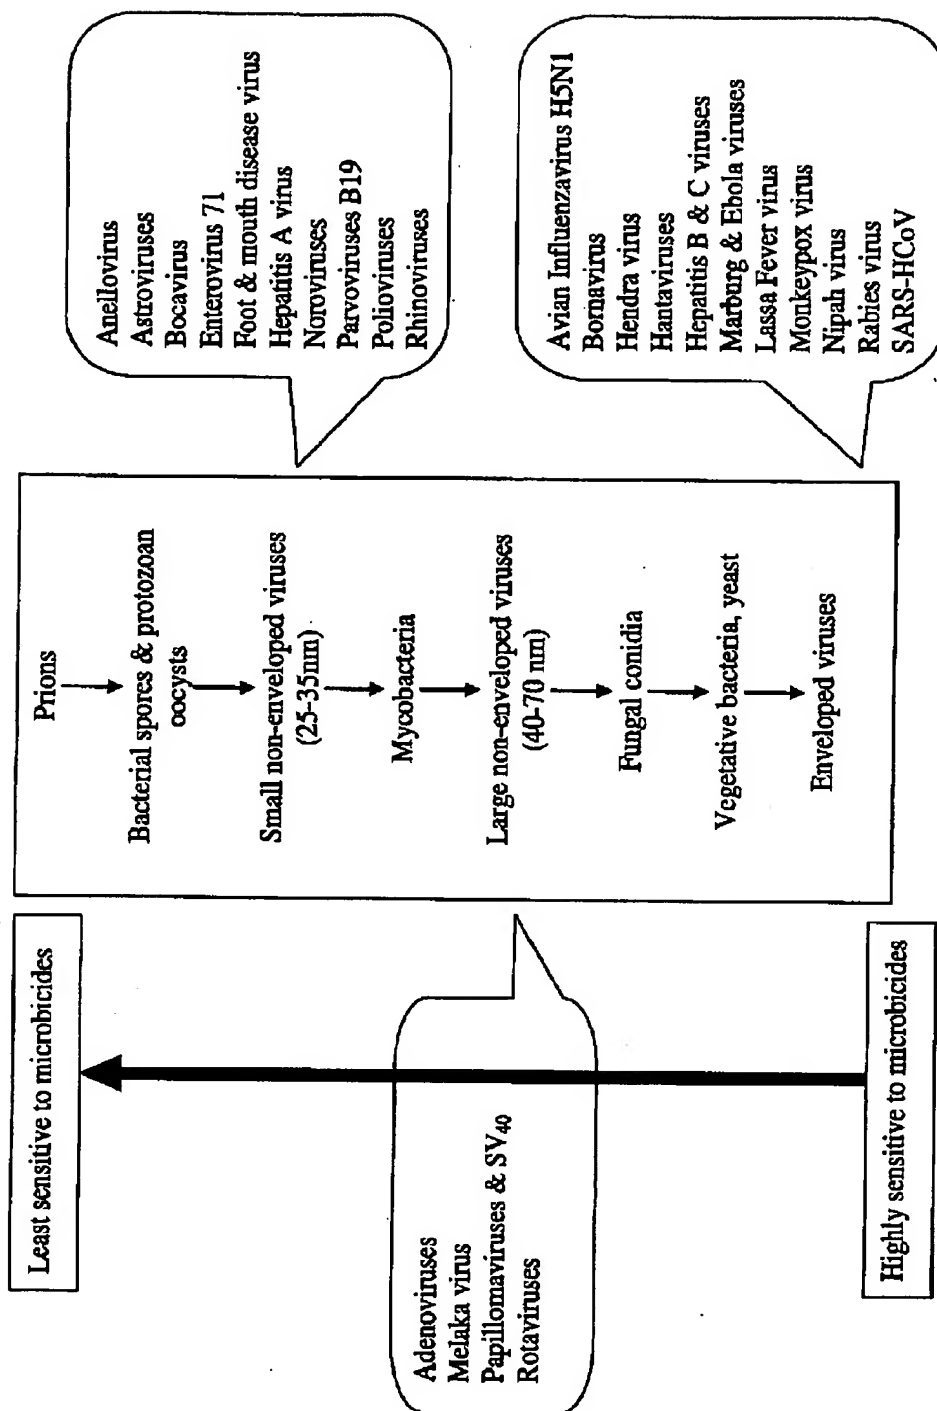 Least sensitive to microbicides
Highly sensitive to microbicides
Adenoviruses
Melaka virus
Papillomaviruses & SV40
Rotaviruses
Prions
Bacterial spores & protozoan
oocysts
Small non-enveloped viruses
(25-35nm)
Mycobacteria
Large non-enveloped viruses
(40-70 nm)
Fungal conidia
Vegetative bacteria, yeast
Enveloped viruses
Anellovirus
Astroviruses
Bocavirus
Enterovirus 71
Foot & mouth disease virus
Hepatitis A virus
Noroviruses
Parvoviruses B19
Polioviruses
Rhinoviruses
Avian Influenzavirus H5N1
Bornavirus
Hendra virus
Hantaviruses
Hepatitis B & C viruses
Marburg & Ebola viruses
Lassa Fever virus
Monkeypox virus
Nipah virus
Rabies virus
SARS-HCoV